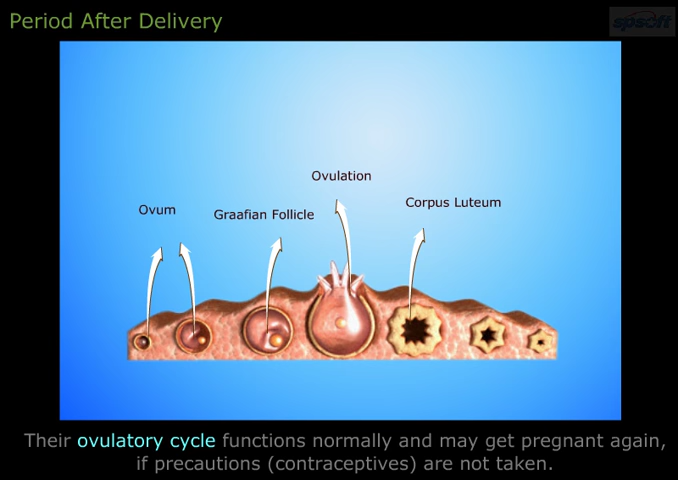 Period After Delivery
spsoft
Ovulation
Ovum
Graafian Follicle
Corpus Luteum
Their ovulatory cycle functions normally and may get pregnant again,
if precautions (contraceptives) are not taken.